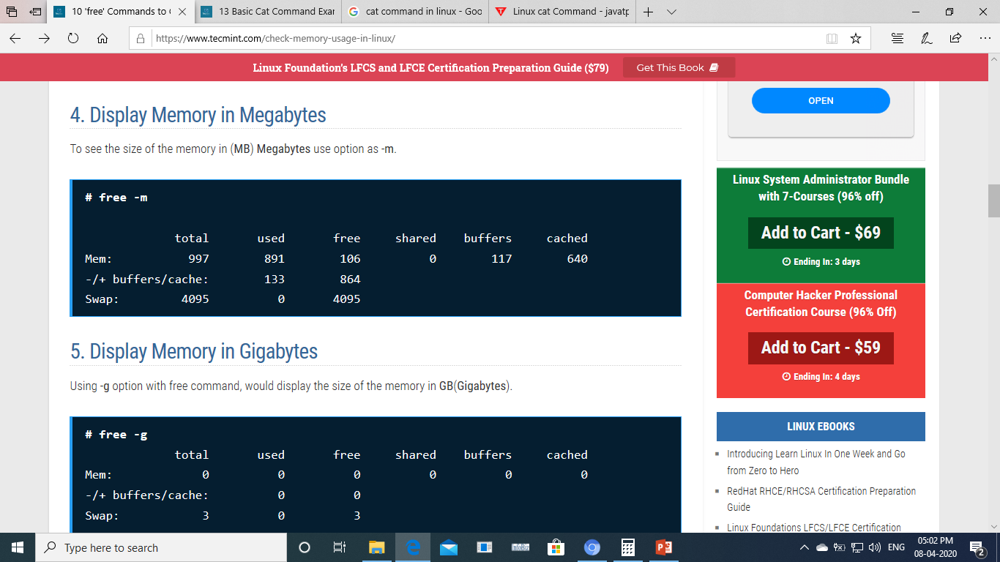 10 'free' Commands to
13 Basic Cat Command Exar
cat command in linux - Goo
Linux cat Command - javatp
https://www.tecmint.com/check-memory-usage-in-linux/
Linux Foundation's LFCS and LFCE Certification Preparation Guide ($79)
Get This Book
4. Display Memory in Megabytes
To see the size of the memory in (MB) Megabytes use option as -m.
# free -m
total used free shared buffers cached
Mem: 997 891 106 0 117 640
-/+ buffers/cache: 133 864
Swap: 4095 0 4095
5. Display Memory in Gigabytes
Using -g option with free command, would display the size of the memory in GB(Gigabytes).
# free -g
total used free shared buffers cached
Mem: 0 0 0 0 0 0
-/+ buffers/cache: 0 0
Swap: 3 0 3
OPEN
Linux System Administrator Bundle
with 7-Courses (96% off)
Add to Cart - $69
Ending In: 3 days
Computer Hacker Professional
Certification Course (96% Off)
Add to Cart - $59
Ending In: 4 days
LINUX EBOOKS
Introducing Learn Linux In One Week and Go
from Zero to Hero
RedHat RHCE/RHCSA Certification Preparation
Guide
Linux Foundations LFCS/LFCE Certification
Type here to search
ENG
05:02 PM
08-04-2020
2